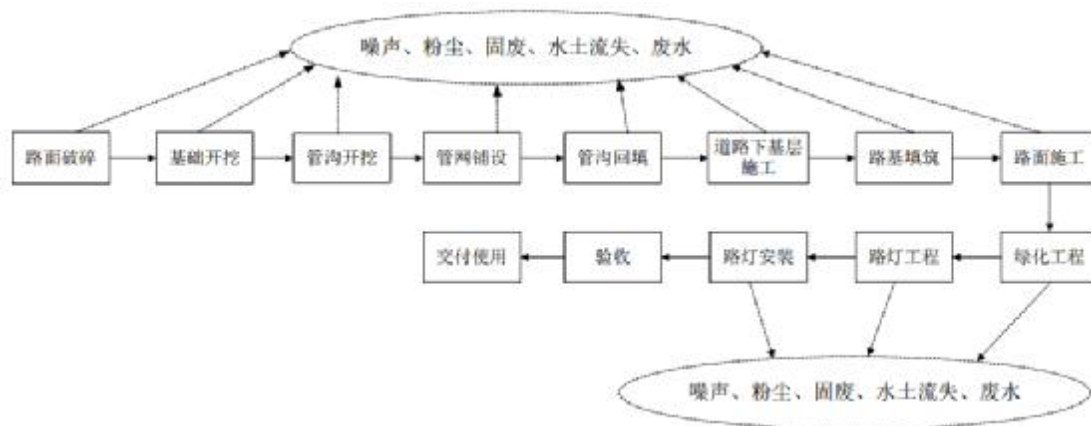 噪声、粉尘、固废、水土流失、废水
路面破碎
基础开挖
管沟开挖
管网铺设
管沟回填
道路下基层
施工
路基填筑
路面施工
交付使用
验收
路灯安装
路灯工程
绿化工程
噪声、粉尘、固废、水土流失、废水